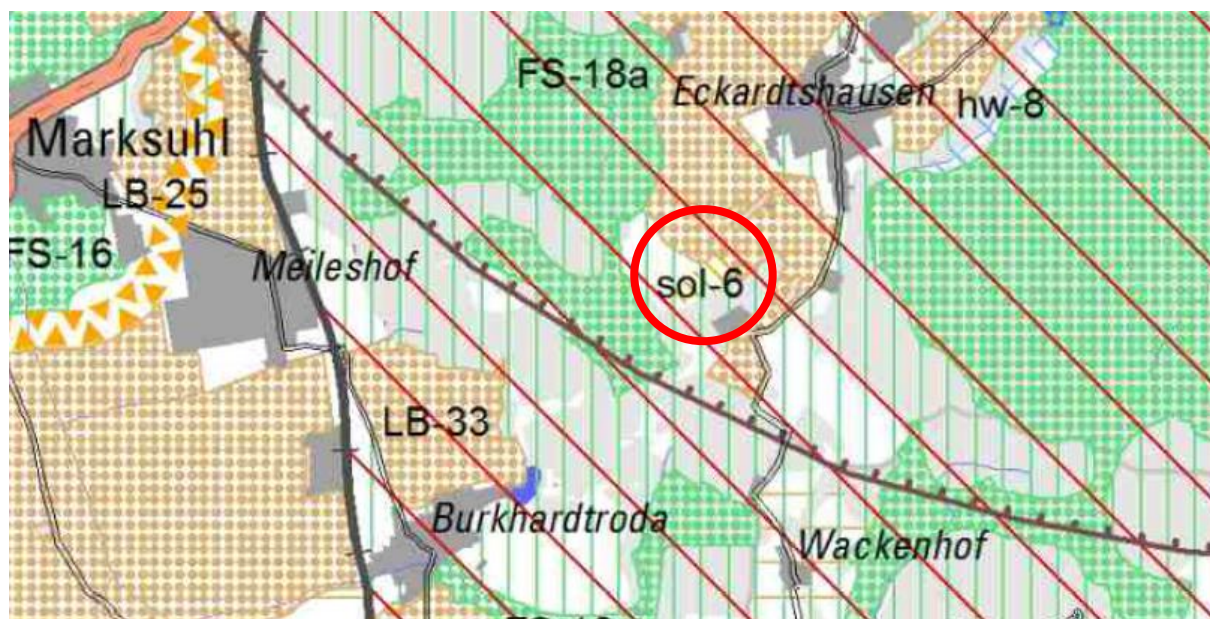 FS-18a
Eckardtshausen
hw-8
Marksuhl
LB-25
FS-16
Meileshof
sol-6
LB-33
Burkhardtroda
Wackenhof